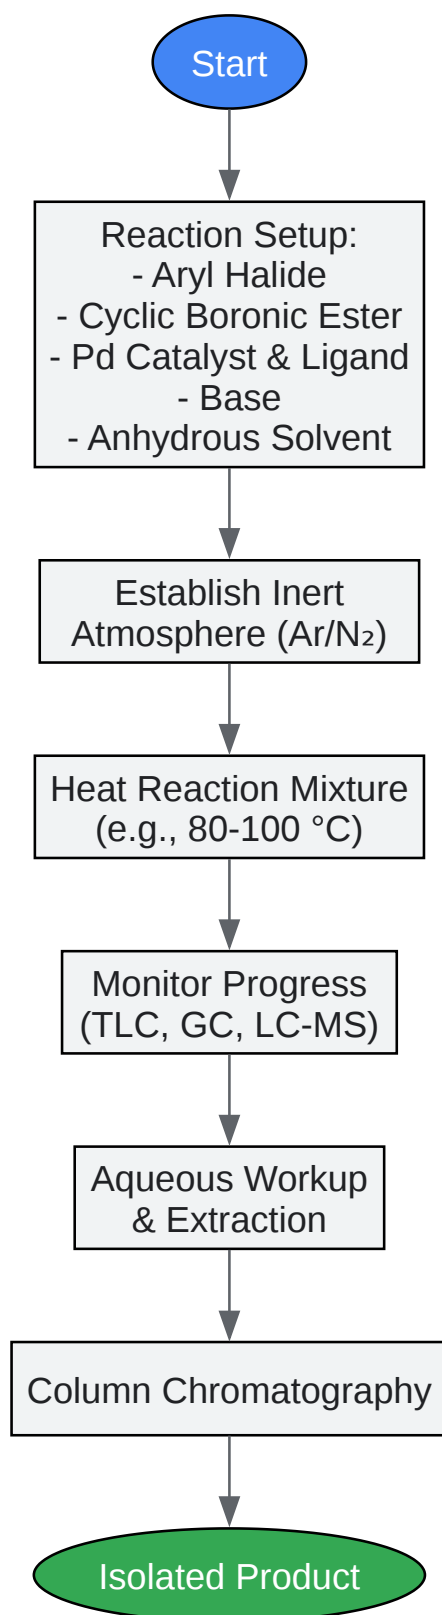 Start
Reaction Setup:
- Aryl Halide
- Cyclic Boronic Ester
- Pd Catalyst & Ligand
- Base
- Anhydrous Solvent
Establish Inert
Atmosphere (Ar/N₂)
Heat Reaction Mixture
(e.g., 80-100 °C)
Monitor Progress
(TLC, GC, LC-MS)
Aqueous Workup
& Extraction
Column Chromatography
Isolated Product